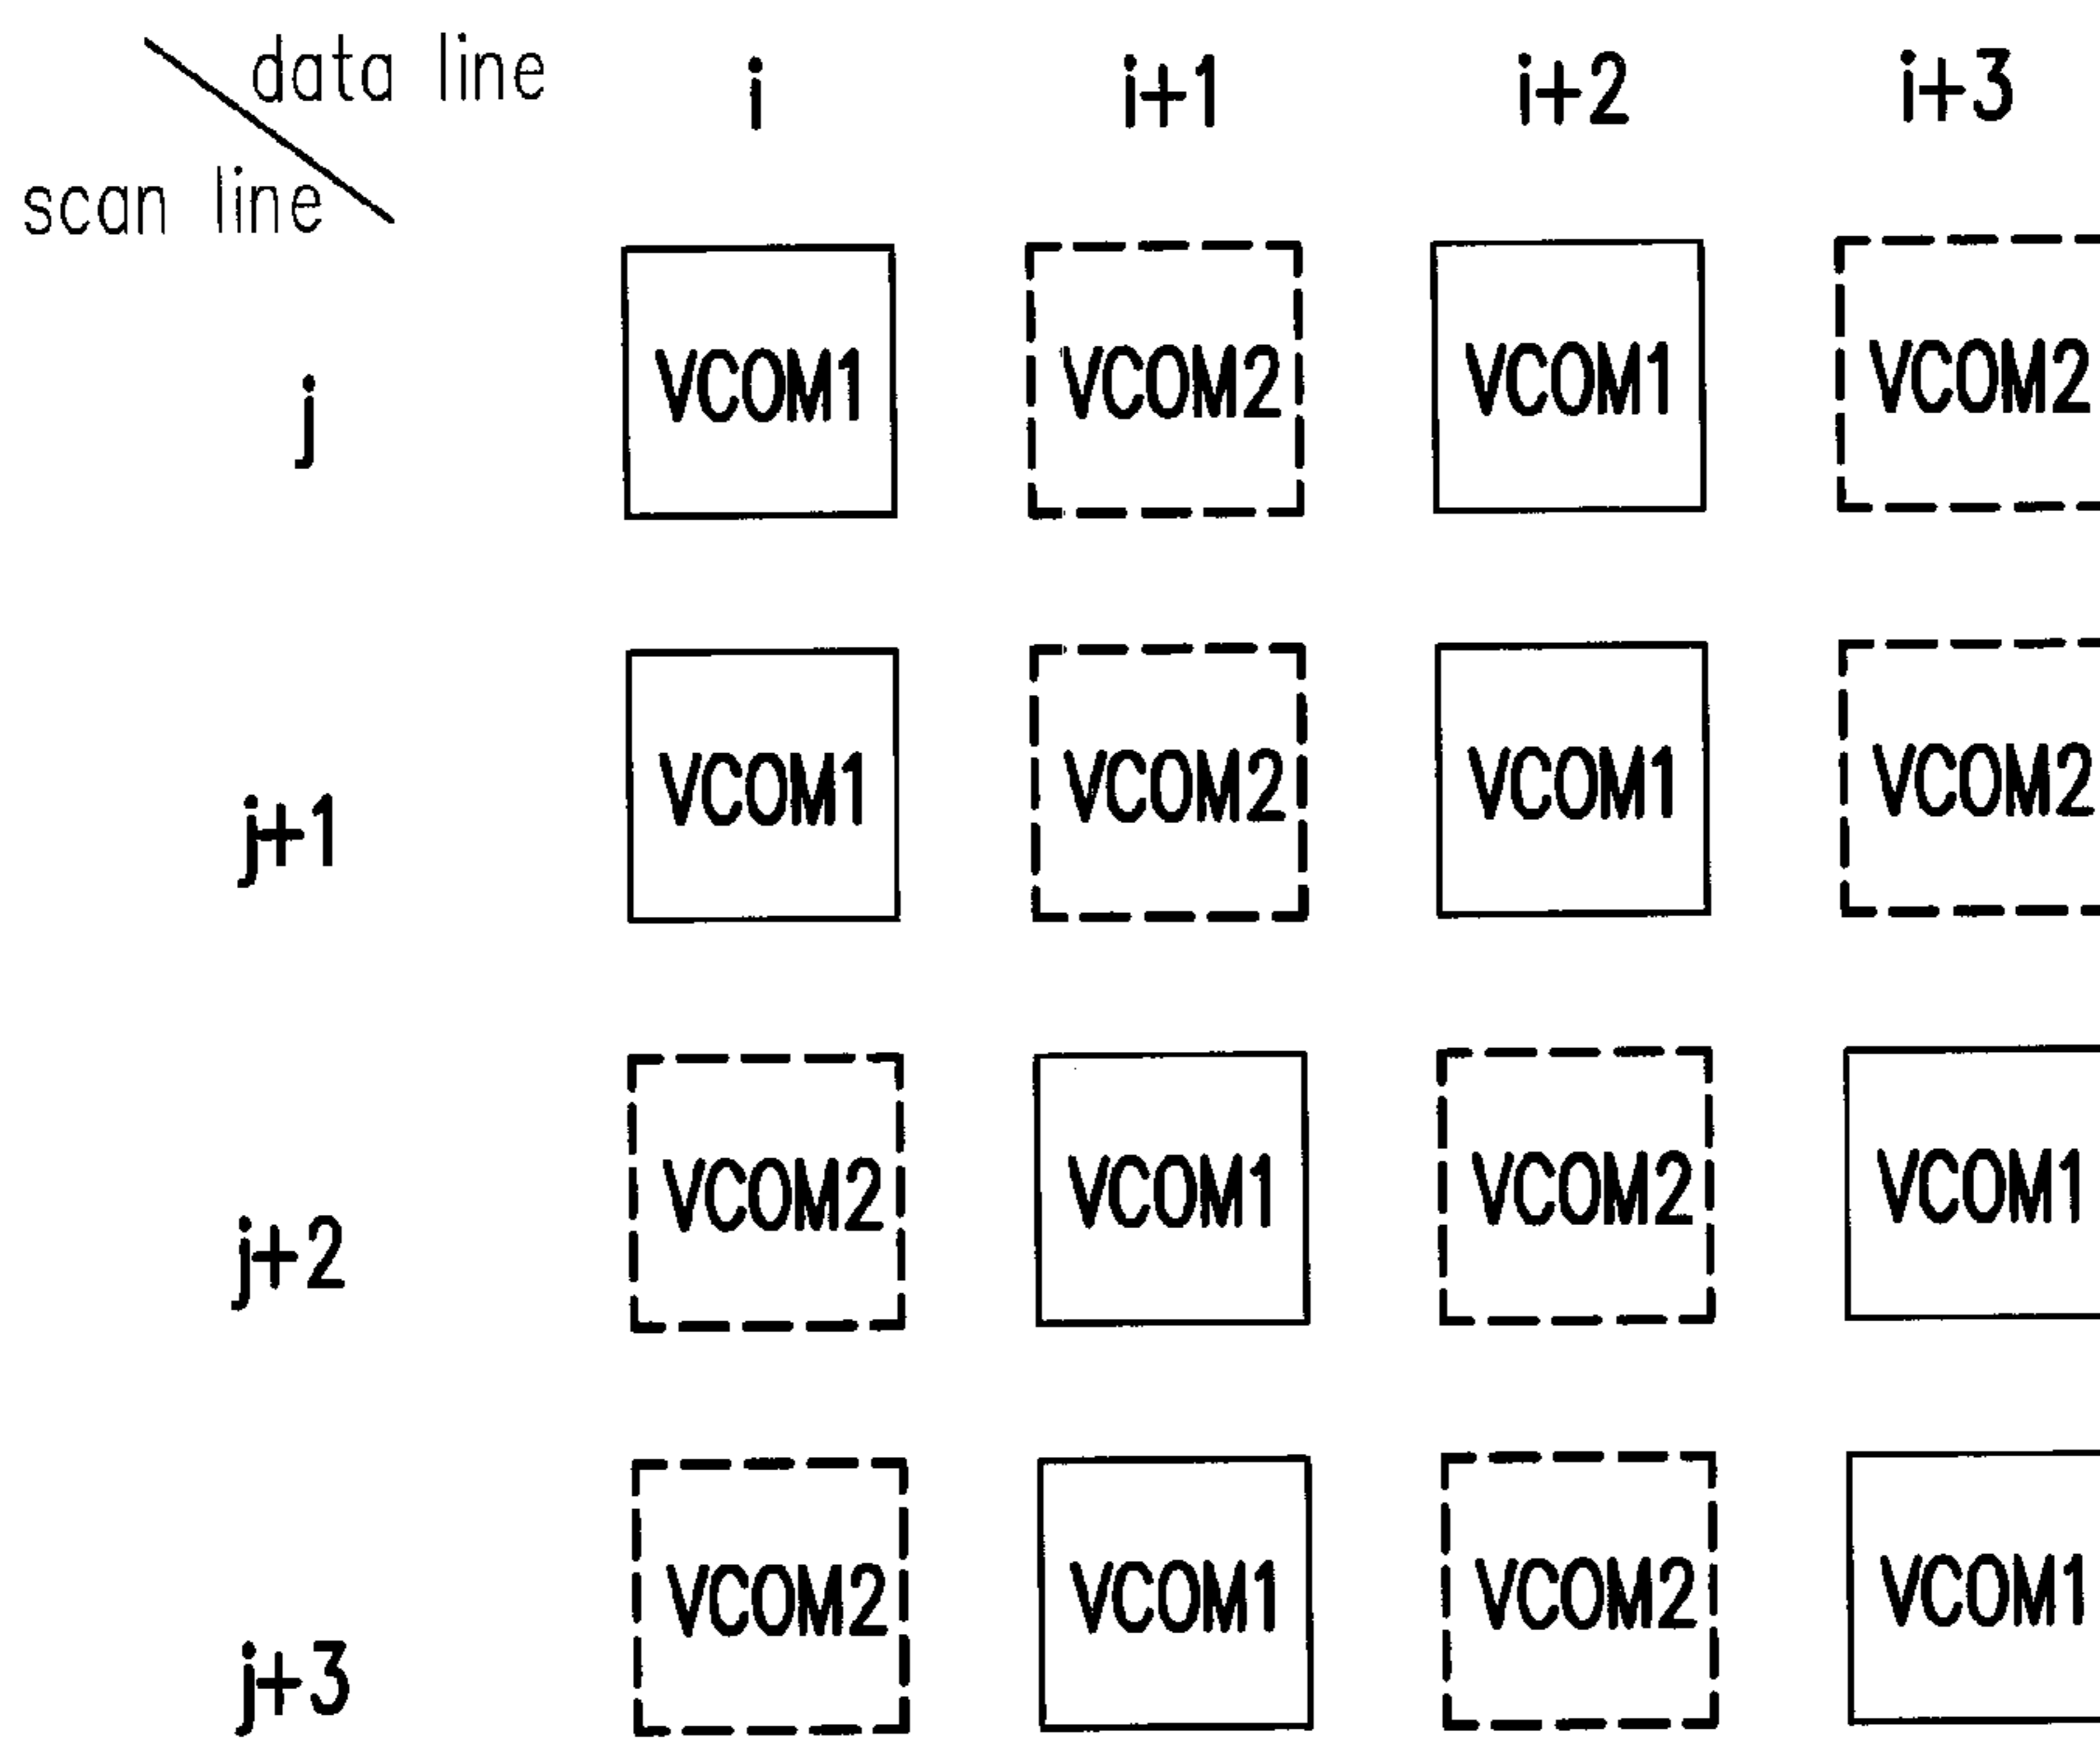 data line
scan line
i i+1 i+2 i+3
j VCOM1 VCOM2 VCOM1 VCOM2
j+1 VCOM1 VCOM2 VCOM1 VCOM2
j+2 VCOM2 VCOM1 VCOM2 VCOM1
j+3 VCOM2 VCOM1 VCOM2 VCOM1